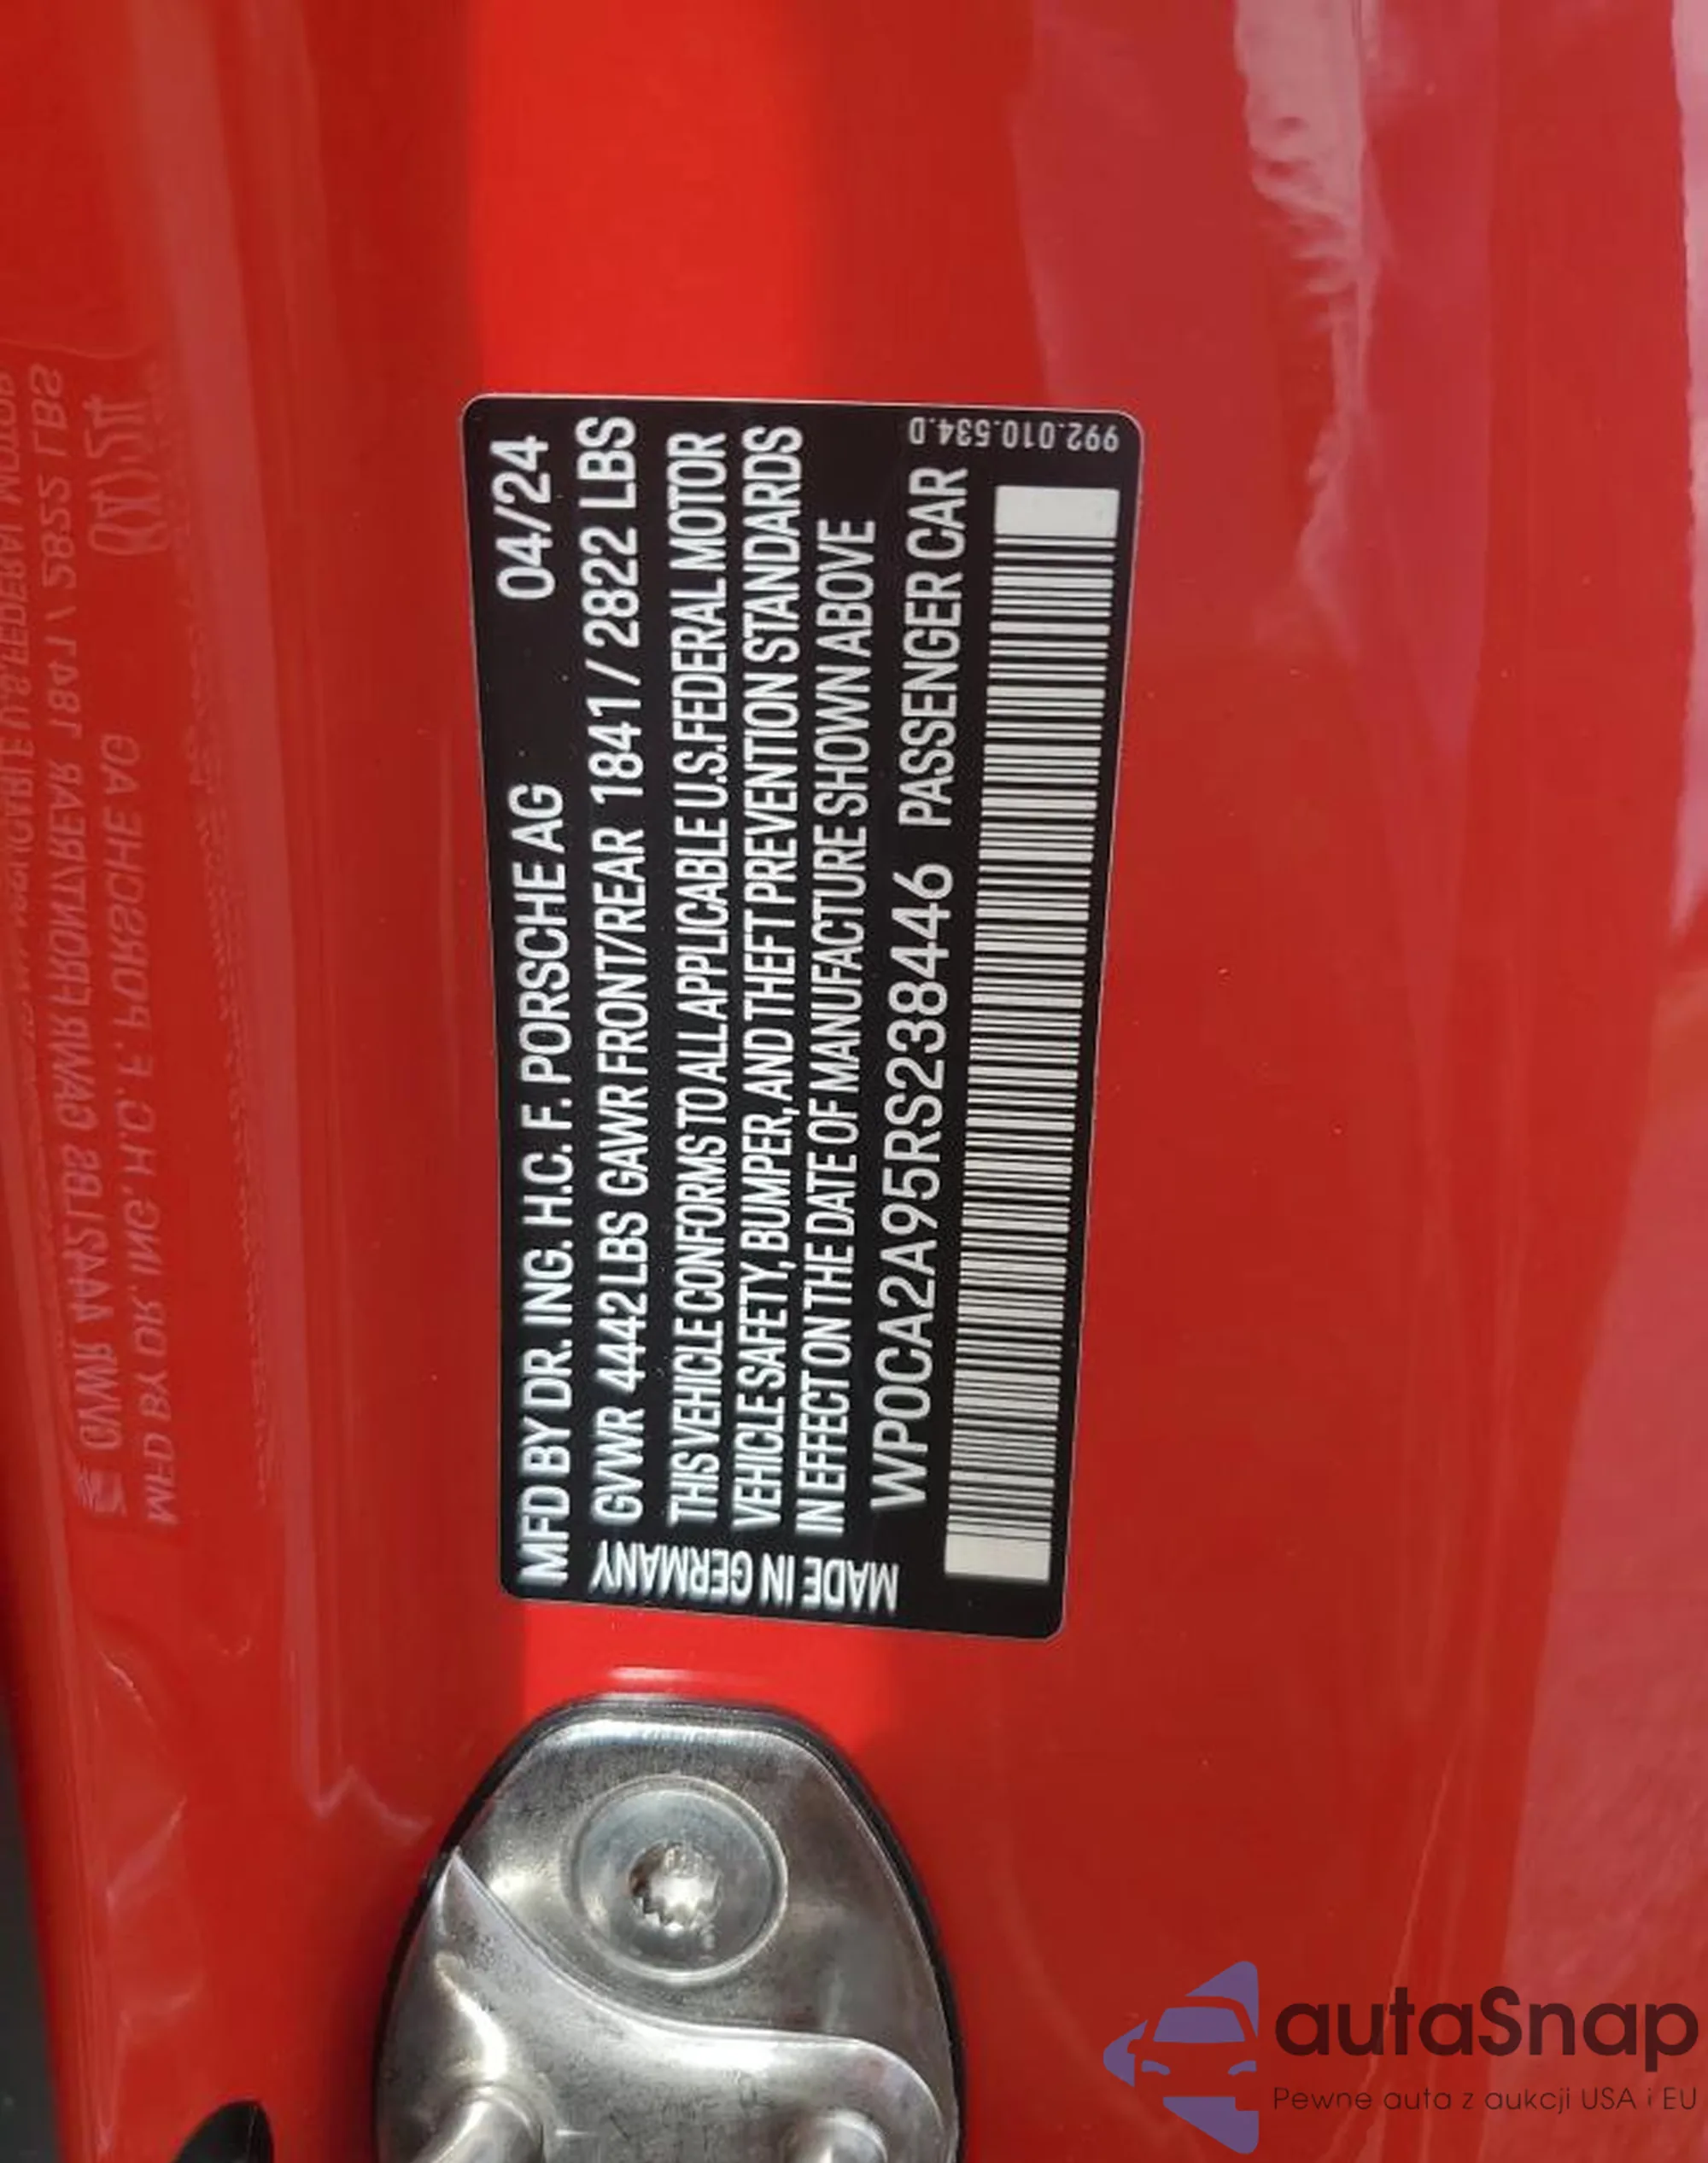 MFD BY DR. ING. H.C. F. PORSCHE AG 04/24
GVWR 4442 LBS GAWR FRONT/REAR 1841 / 2822 LBS
THIS VEHICLE CONFORMS TO ALL APPLICABLE U.S. FEDERAL MOTOR
VEHICLE SAFETY, BUMPER, AND THEFT PREVENTION STANDARDS
IN EFFECT ON THE DATE OF MANUFACTURE SHOWN ABOVE
WP0CA2A95RS238446 PASSENGER CAR
MADE IN GERMANY
992.010.534.D
autaSnap
Pewne auta z aukcji USA i EU